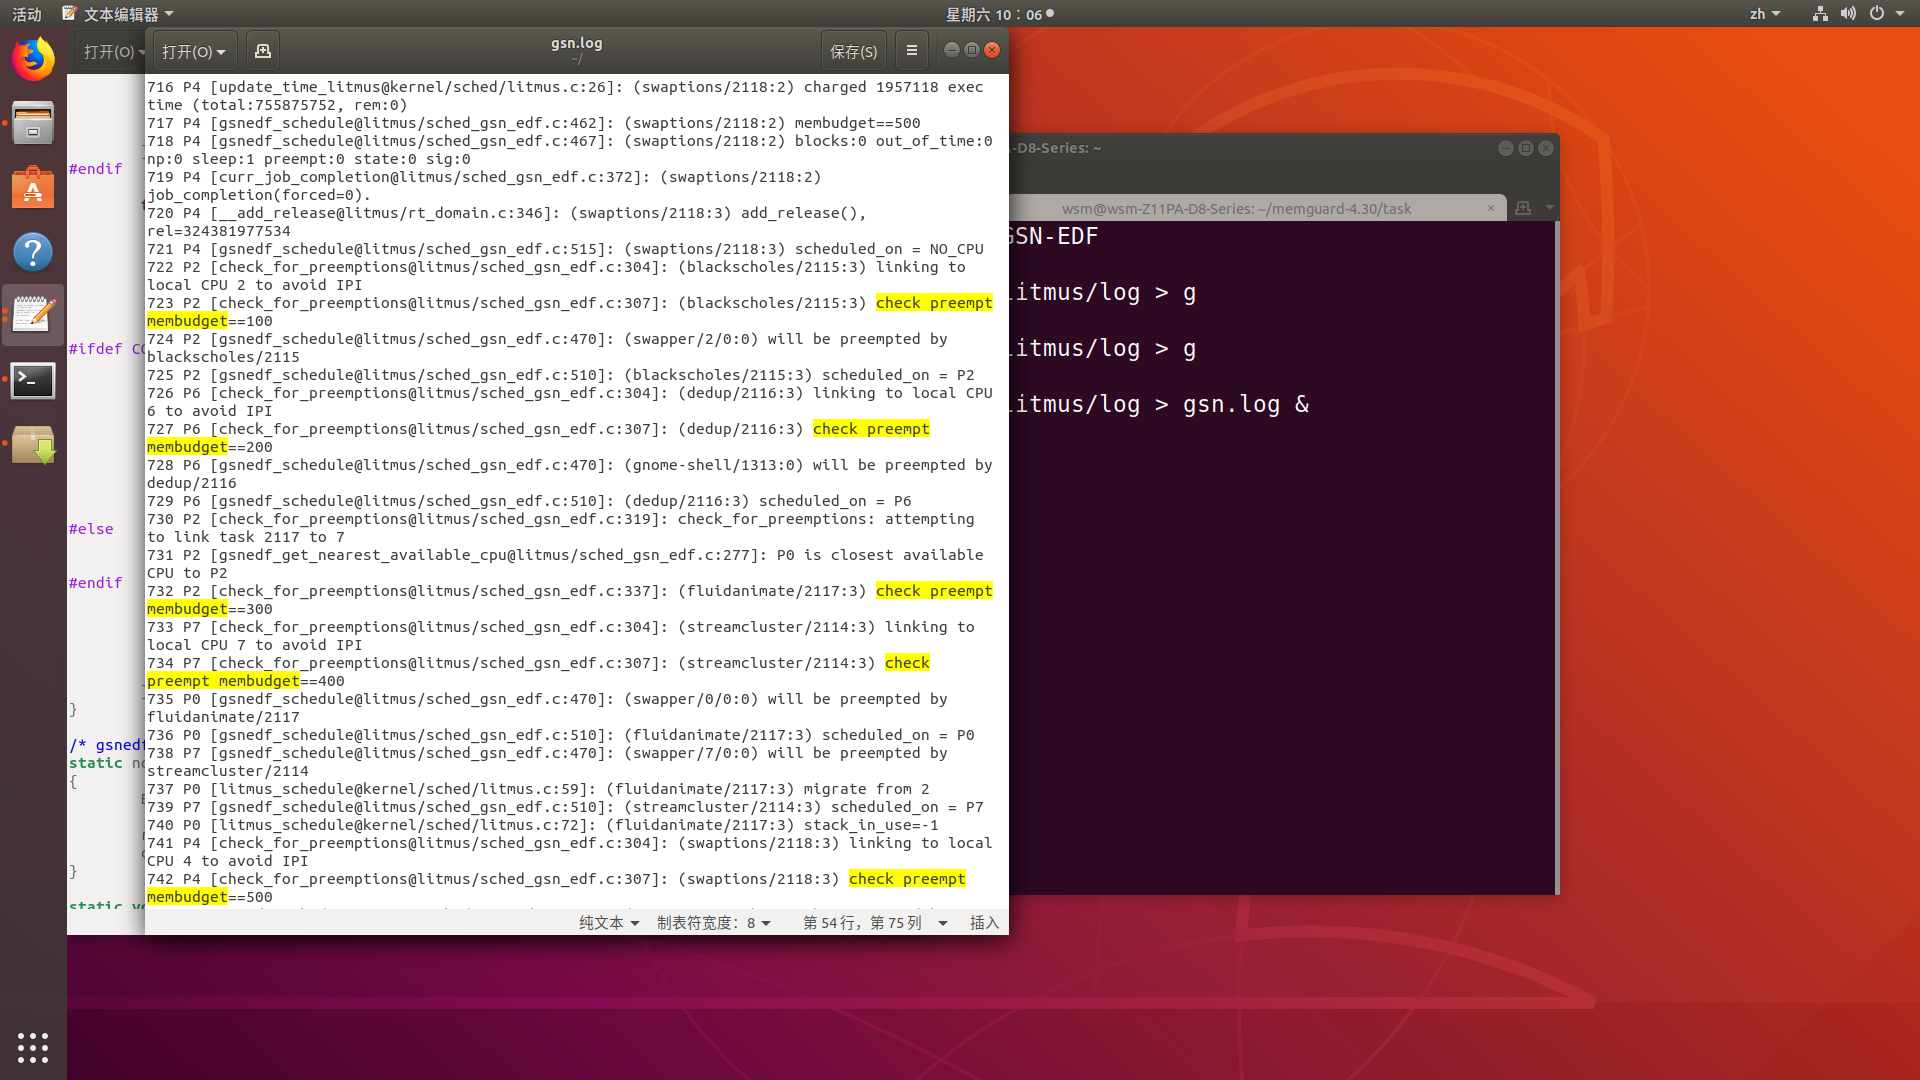 活动
文本编辑器
星期六 10：06
zh
打开(O)
打开(O)
gsn.log
~/
保存(S)
716 P4 [update_time_litmus@kernel/sched/litmus.c:26]: (swaptions/2118:2) charged 1957118 exec
time (total:755875752, rem:0)
717 P4 [gsnedf_schedule@litmus/sched_gsn_edf.c:462]: (swaptions/2118:2) membudget==500
718 P4 [gsnedf_schedule@litmus/sched_gsn_edf.c:467]: (swaptions/2118:2) blocks:0 out_of_time:0
np:0 sleep:1 preempt:0 state:0 sig:0
719 P4 [curr_job_completion@litmus/sched_gsn_edf.c:372]: (swaptions/2118:2)
job_completion(forced=0).
720 P4 [__add_release@litmus/rt_domain.c:346]: (swaptions/2118:3) add_release(),
rel=324381977534
721 P4 [gsnedf_schedule@litmus/sched_gsn_edf.c:515]: (swaptions/2118:3) scheduled_on = NO_CPU
722 P2 [check_for_preemptions@litmus/sched_gsn_edf.c:304]: (blackscholes/2115:3) linking to
local CPU 2 to avoid IPI
723 P2 [check_for_preemptions@litmus/sched_gsn_edf.c:307]: (blackscholes/2115:3) check preempt
membudget==100
724 P2 [gsnedf_schedule@litmus/sched_gsn_edf.c:470]: (swapper/2/0:0) will be preempted by
blackscholes/2115
725 P2 [gsnedf_schedule@litmus/sched_gsn_edf.c:510]: (blackscholes/2115:3) scheduled_on = P2
726 P6 [check_for_preemptions@litmus/sched_gsn_edf.c:304]: (dedup/2116:3) linking to local CPU
6 to avoid IPI
727 P6 [check_for_preemptions@litmus/sched_gsn_edf.c:307]: (dedup/2116:3) check preempt
membudget==200
728 P6 [gsnedf_schedule@litmus/sched_gsn_edf.c:470]: (gnome-shell/1313:0) will be preempted by
dedup/2116
729 P6 [gsnedf_schedule@litmus/sched_gsn_edf.c:510]: (dedup/2116:3) scheduled_on = P6
730 P2 [check_for_preemptions@litmus/sched_gsn_edf.c:319]: check_for_preemptions: attempting
to link task 2117 to 7
731 P2 [gsnedf_get_nearest_available_cpu@litmus/sched_gsn_edf.c:277]: P0 is closest available
CPU to P2
732 P2 [check_for_preemptions@litmus/sched_gsn_edf.c:337]: (fluidanimate/2117:3) check preempt
membudget==300
733 P7 [check_for_preemptions@litmus/sched_gsn_edf.c:304]: (streamcluster/2114:3) linking to
local CPU 7 to avoid IPI
734 P7 [check_for_preemptions@litmus/sched_gsn_edf.c:307]: (streamcluster/2114:3) check
preempt membudget==400
735 P0 [gsnedf_schedule@litmus/sched_gsn_edf.c:470]: (swapper/0/0:0) will be preempted by
fluidanimate/2117
736 P0 [gsnedf_schedule@litmus/sched_gsn_edf.c:510]: (fluidanimate/2117:3) scheduled_on = P0
738 P7 [gsnedf_schedule@litmus/sched_gsn_edf.c:470]: (swapper/7/0:0) will be preempted by
streamcluster/2114
737 P0 [litmus_schedule@kernel/sched/litmus.c:59]: (fluidanimate/2117:3) migrate from 2
739 P7 [gsnedf_schedule@litmus/sched_gsn_edf.c:510]: (streamcluster/2114:3) scheduled_on = P7
740 P0 [litmus_schedule@kernel/sched/litmus.c:72]: (fluidanimate/2117:3) stack_in_use=-1
741 P4 [check_for_preemptions@litmus/sched_gsn_edf.c:304]: (swaptions/2118:3) linking to local
CPU 4 to avoid IPI
742 P4 [check_for_preemptions@litmus/sched_gsn_edf.c:307]: (swaptions/2118:3) check preempt
membudget==500
纯文本
制表符宽度：8
第 54 行，第 75 列
插入
#endif
#ifdef
#else
#endif
}
/* gsnedf
static
{
}
static
-D8-Series: ~
wsm@wsm-Z11PA-D8-Series: ~/memguard-4.30/task
GSN-EDF
litmus/log > g
litmus/log > g
litmus/log > gsn.log &